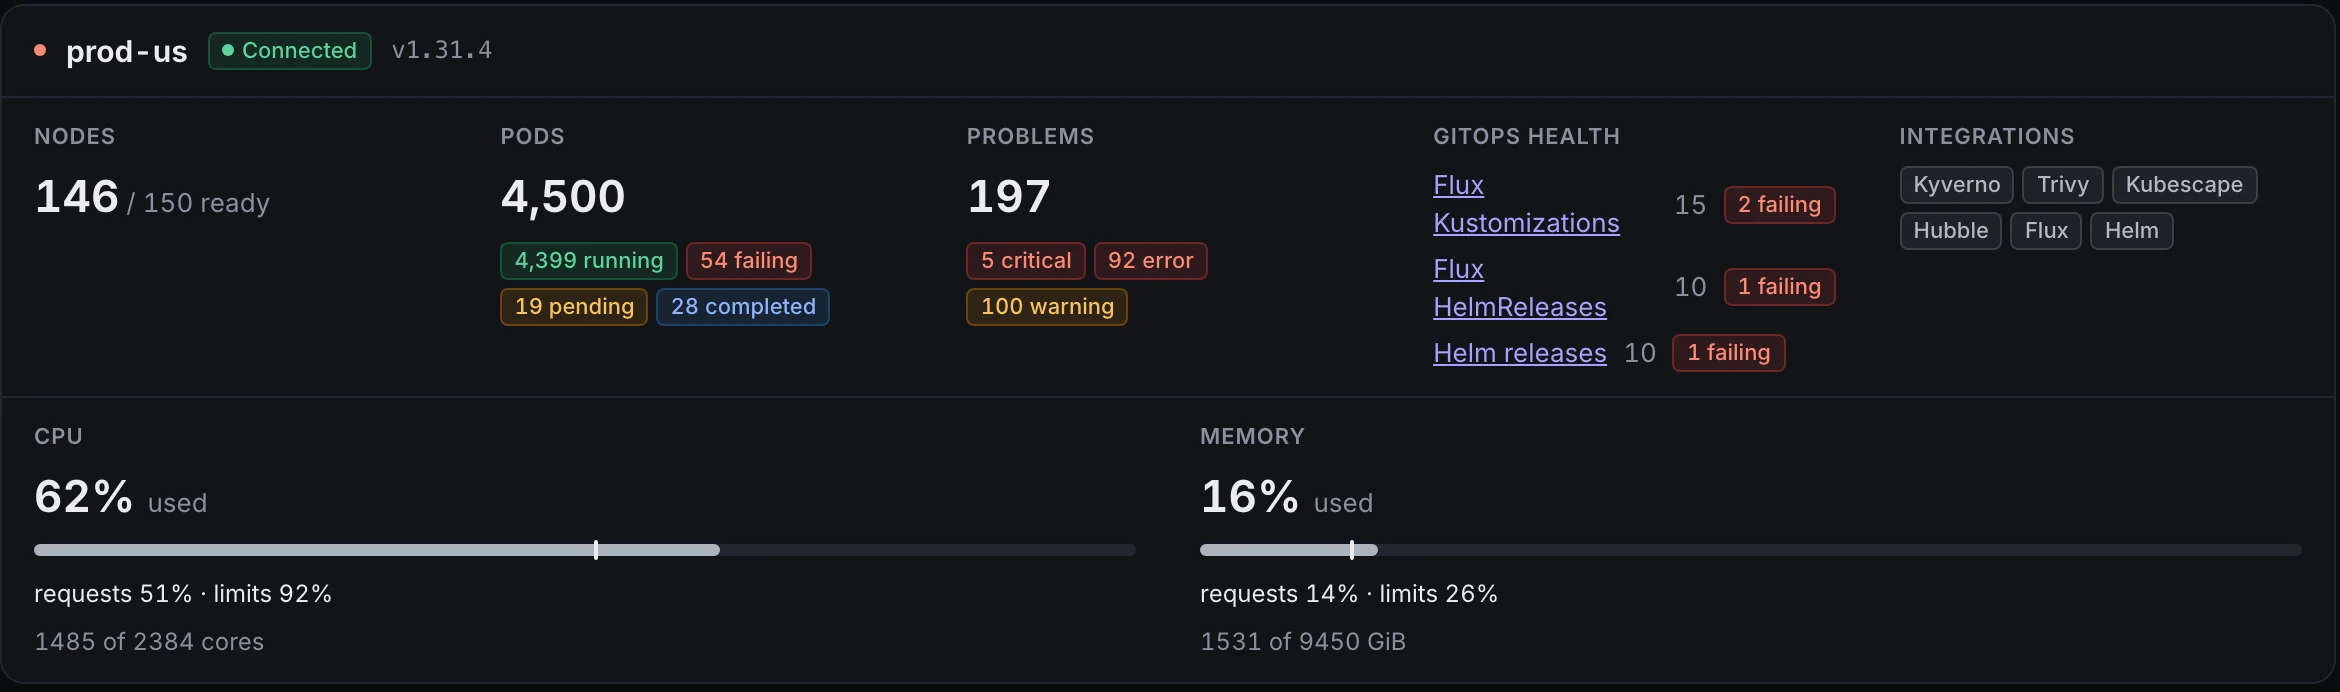 prod-us Connected v1.31.4
NODES
146 / 150 ready
PODS
4,500
4,399 running 54 failing
19 pending 28 completed
PROBLEMS
197
5 critical 92 error
100 warning
GITOPS HEALTH
Flux
Kustomizations 15 2 failing
Flux
HelmReleases 10 1 failing
Helm releases 10 1 failing
INTEGRATIONS
Kyverno Trivy Kubescape
Hubble Flux Helm
CPU
62% used
requests 51% · limits 92%
1485 of 2384 cores
MEMORY
16% used
requests 14% · limits 26%
1531 of 9450 GiB